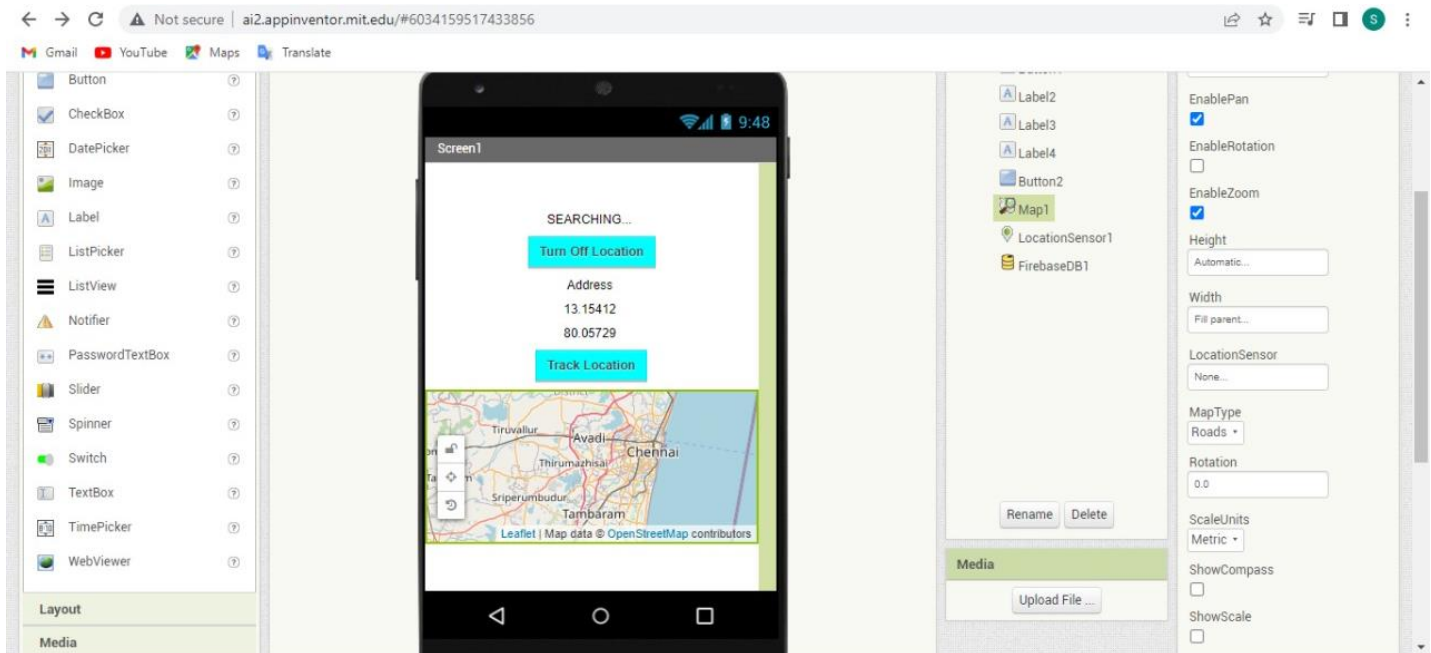 Not secure | ai2.appinventor.mit.edu/#6034159517433856
S
Gmail YouTube Maps Translate
Button ?
CheckBox ?
DatePicker ?
Image ?
Label ?
ListPicker ?
ListView ?
Notifier ?
PasswordTextBox ?
Slider ?
Spinner ?
Switch ?
TextBox ?
TimePicker ?
WebViewer ?
Layout
Media
9:48
Screen1
SEARCHING...
Turn Off Location
Address
13.15412
80.05729
Track Location
Tiruvallur
Avadi
Chennai
Thirumazhisai
Sriperumbudur
Tambaram
Leaflet | Map data © OpenStreetMap contributors
Label2
Label3
Label4
Button2
Map1
LocationSensor1
FirebaseDB1
Rename Delete
Media
Upload File ...
EnablePan
EnableRotation
EnableZoom
Height
Automatic...
Width
Fill parent...
LocationSensor
None...
MapType
Roads
Rotation
0.0
ScaleUnits
Metric
ShowCompass
ShowScale